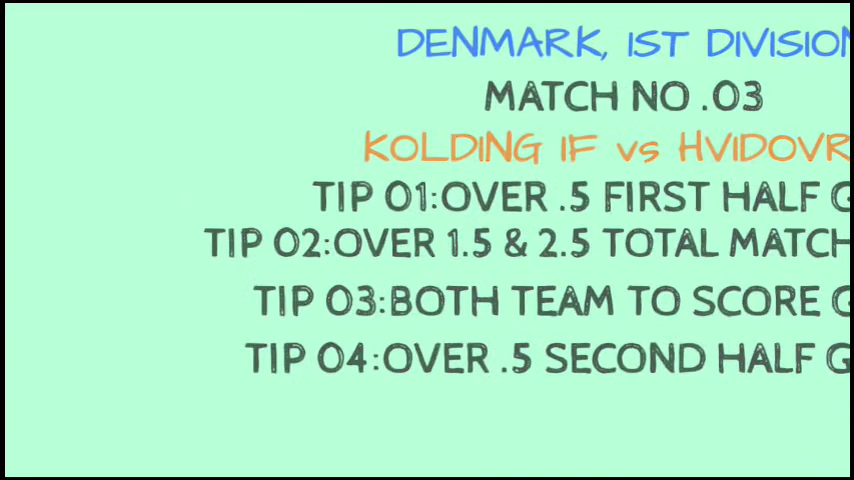 DENMARK, 1ST DIVISION
MATCH NO .03
KOLDING IF vs HVIDOVR
TIP 01:OVER .5 FIRST HALF G
TIP 02:OVER 1.5 & 2.5 TOTAL MATCH
TIP 03:BOTH TEAM TO SCORE G
TIP 04:OVER .5 SECOND HALF G